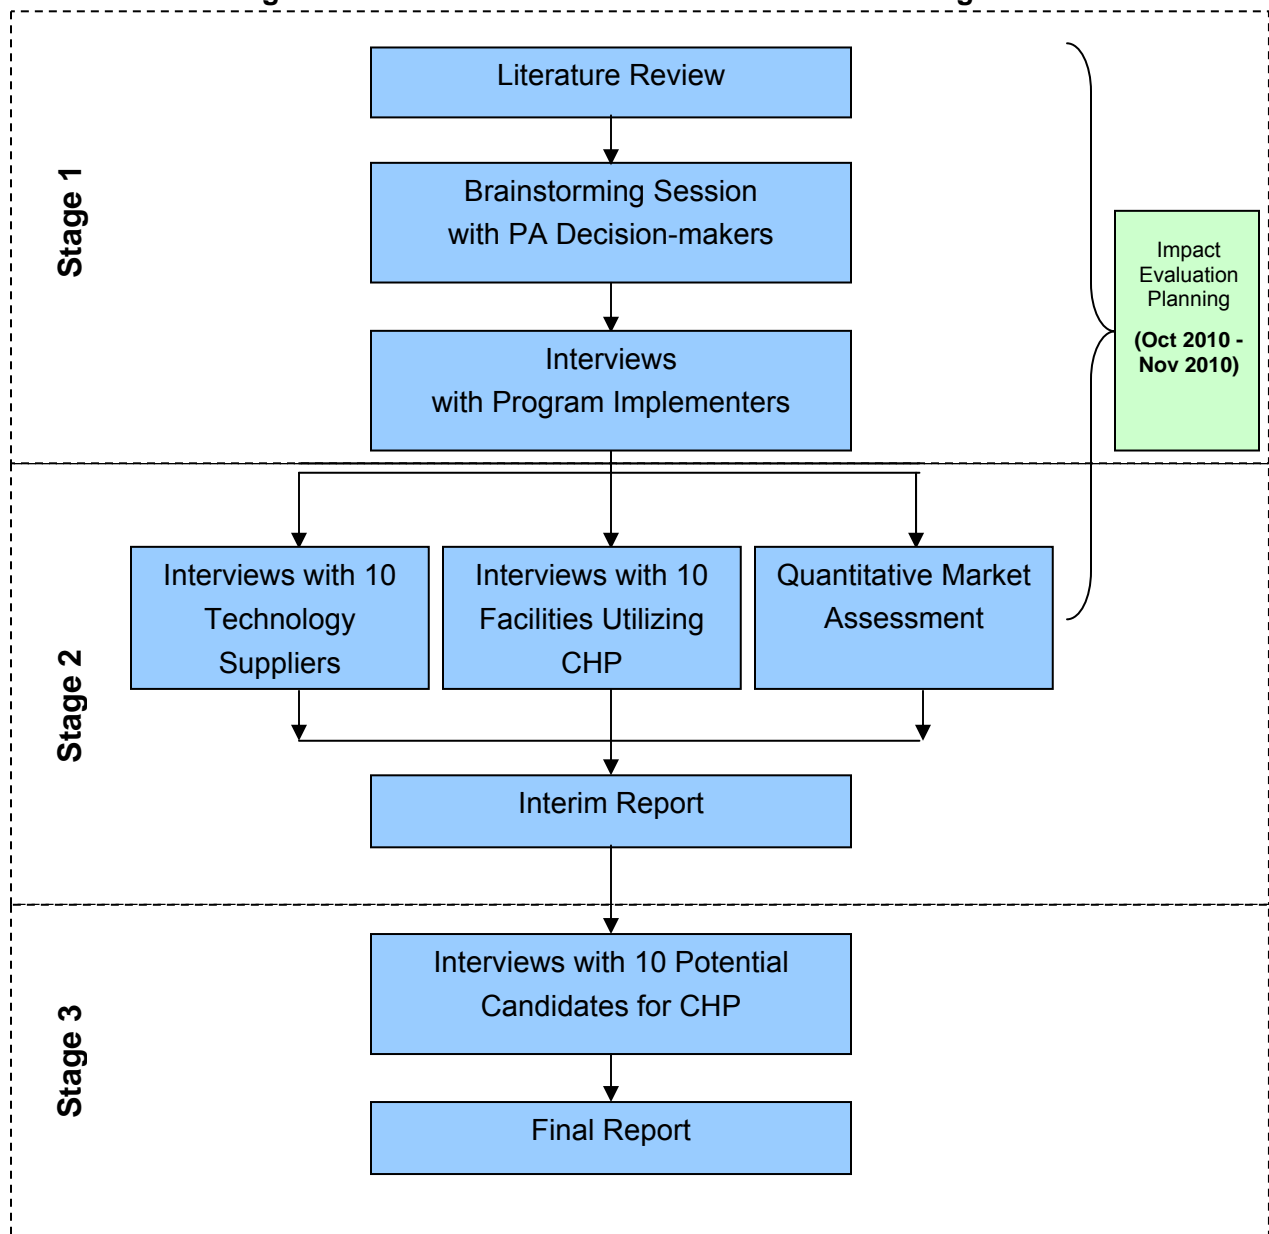 Stage 1
Literature Review
Brainstorming Session
with PA Decision-makers
Interviews
with Program Implementers
Impact
Evaluation
Planning
(Oct 2010 -
Nov 2010)
Stage 2
Interviews with 10
Technology
Suppliers
Interviews with 10
Facilities Utilizing
CHP
Quantitative Market
Assessment
Interim Report
Stage 3
Interviews with 10 Potential
Candidates for CHP
Final Report